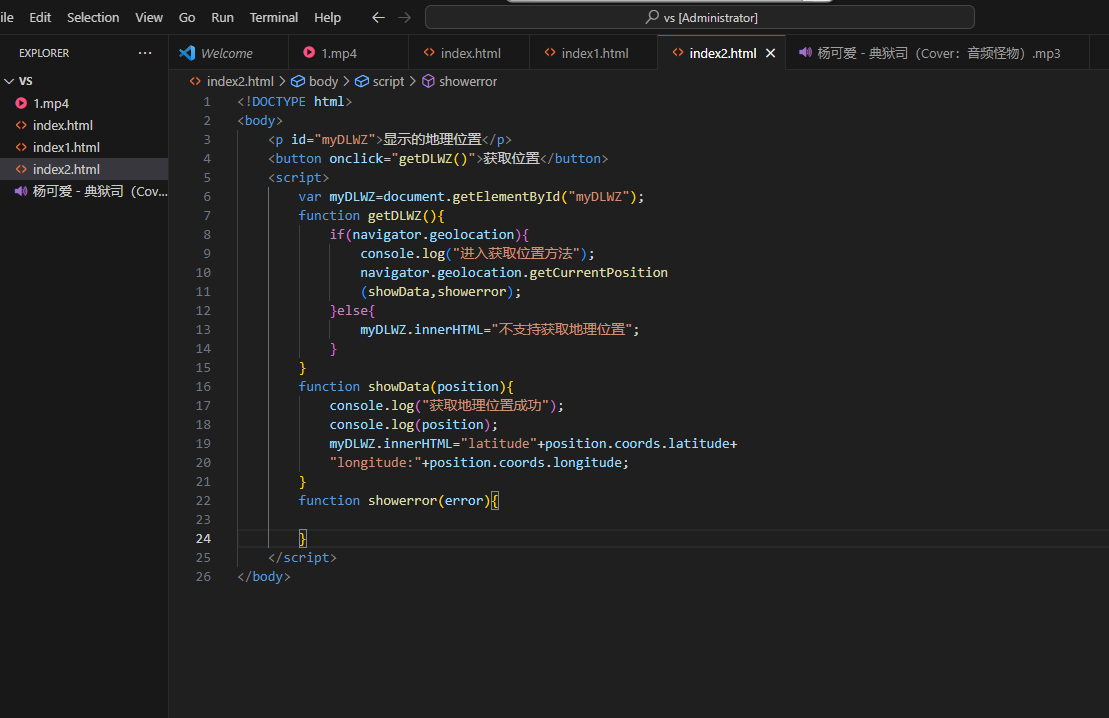 ile Edit Selection View Go Run Terminal Help
vs [Administrator]
EXPLORER
Welcome
1.mp4
index.html
index1.html
index2.html
杨可爱 - 典狱司（Cover：音频怪物）.mp3
VS
1.mp4
index.html
index1.html
index2.html
杨可爱 - 典狱司（Cov...
index2.html > body > script > showerror
1 <!DOCTYPE html>
2 <body>
3 <p id="myDLWZ">显示的地理位置</p>
4 <button onclick="getDLWZ()">获取位置</button>
5 <script>
6 var myDLWZ=document.getElementById("myDLWZ");
7 function getDLWZ(){
8 if(navigator.geolocation){
9 console.log("进入获取位置方法");
10 navigator.geolocation.getCurrentPosition
11 (showData,showerror);
12 }else{
13 myDLWZ.innerHTML="不支持获取地理位置";
14 }
15 }
16 function showData(position){
17 console.log("获取地理位置成功");
18 console.log(position);
19 myDLWZ.innerHTML="latitude"+position.coords.latitude+
20 "longitude:"+position.coords.longitude;
21 }
22 function showerror(error){
23
24 }
25 </script>
26 </body>